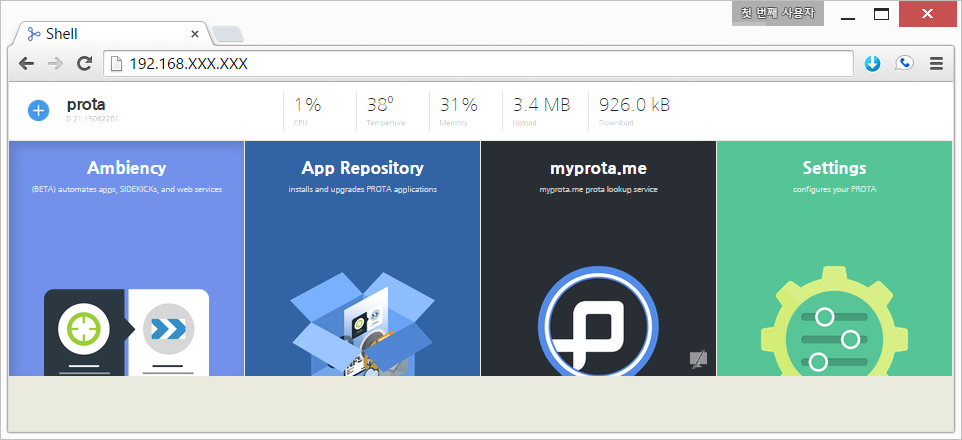 첫 번째 사용자
Shell
192.168.XXX.XXX
prota
0.21.15062201
1% 38⁰ 31% 3.4 MB 926.0 kB
CPU Temperture Memory Upload Download
Ambiency
(BETA) automates apps, SIDEKICKs, and web services
App Repository
installs and upgrades PROTA applications
myprota.me
myprota.me prota lookup service
Settings
configures your PROTA